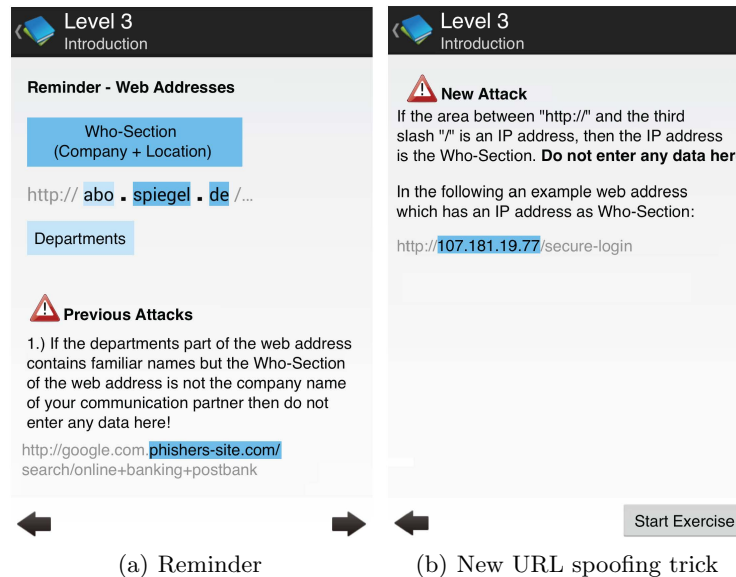 Level 3
Introduction
Reminder - Web Addresses
Who-Section
(Company + Location)
http:// abo . spiegel . de /...
Departments
Previous Attacks
1.) If the departments part of the web address
contains familiar names but the Who-Section
of the web address is not the company name
of your communication partner then do not
enter any data here!
http://google.com.phishers-site.com/
search/online+banking+postbank
(a) Reminder
Level 3
Introduction
New Attack
If the area between "http://" and the third
slash "/" is an IP address, then the IP address
is the Who-Section. Do not enter any data her
In the following an example web address
which has an IP address as Who-Section:
http://107.181.19.77/secure-login
Start Exercise
(b) New URL spoofing trick